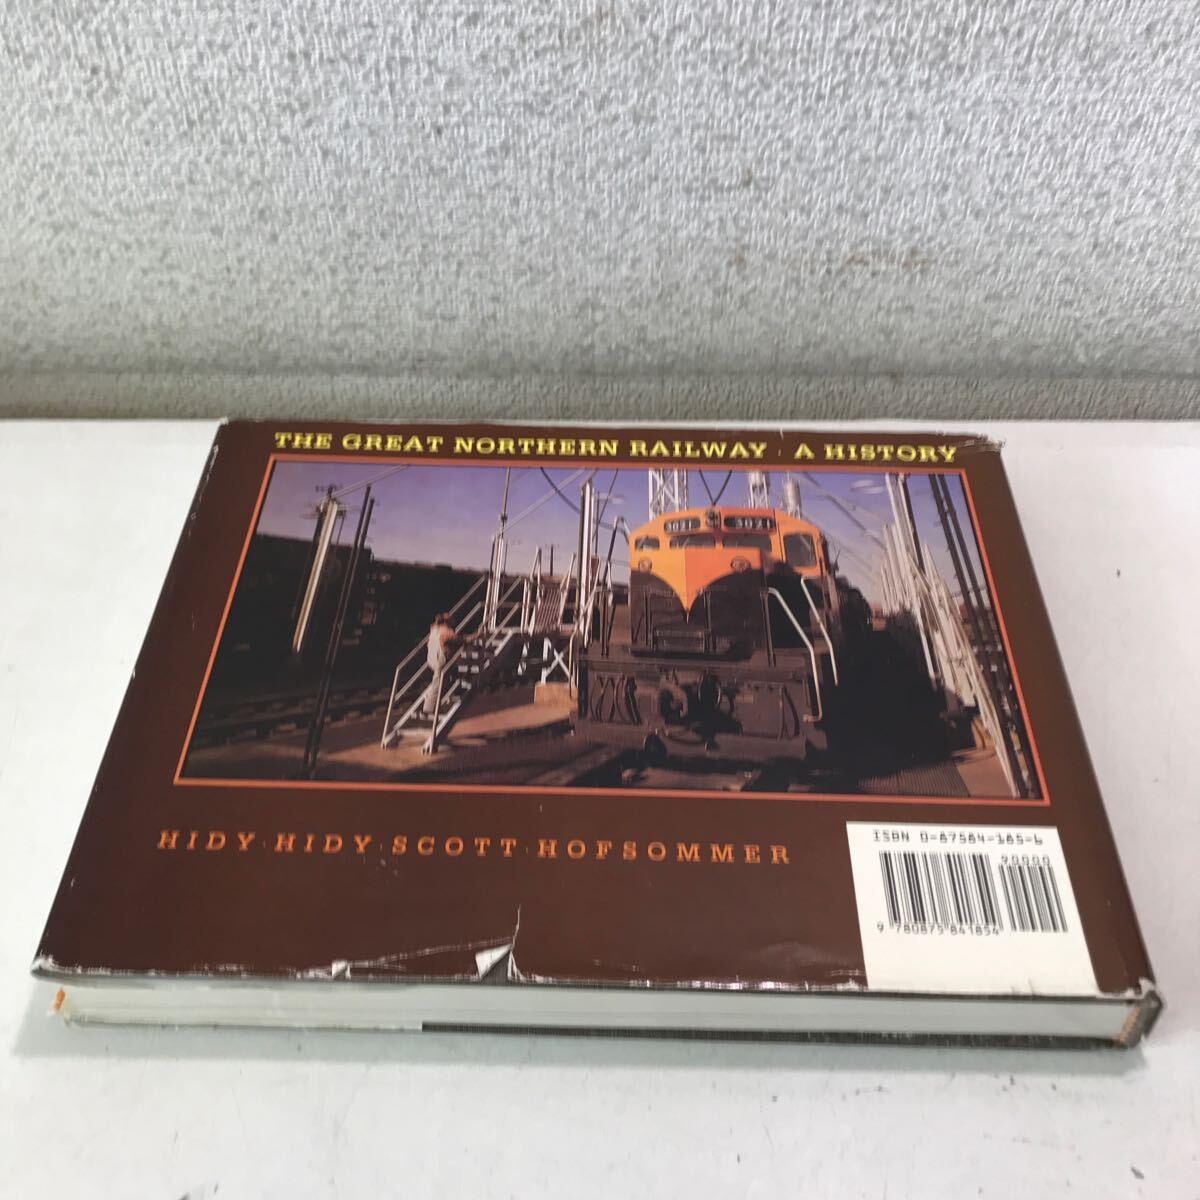 THE GREAT NORTHERN RAILWAY : A HISTORY
3021 3021
HIDY · HIDY · SCOTT · HOFSOMMER
ISBN 0-87584-185-6
90000
9 780875 841854